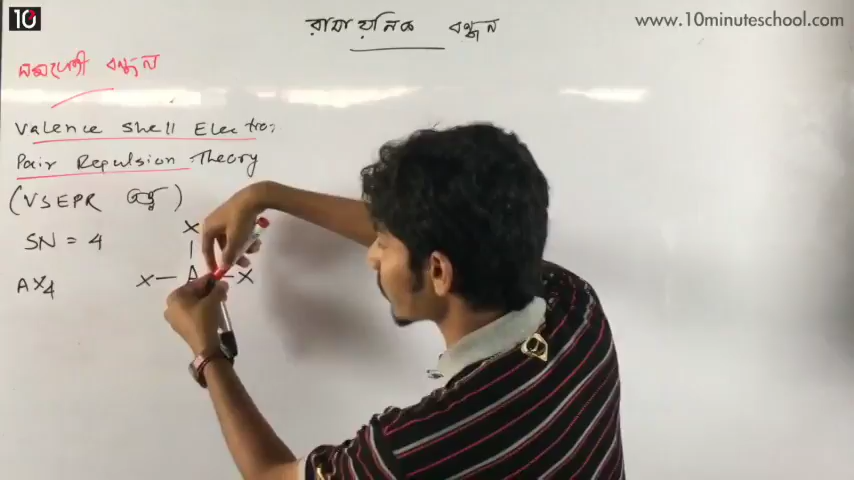 10
রাসায়নিক বন্ধন
www.10minuteschool.com
সমযোজী বন্ধন
Valence Shell Electron
Pair Repulsion Theory
(VSEPR তত্ত্ব)
SN = 4
X
AX4
X — A — X